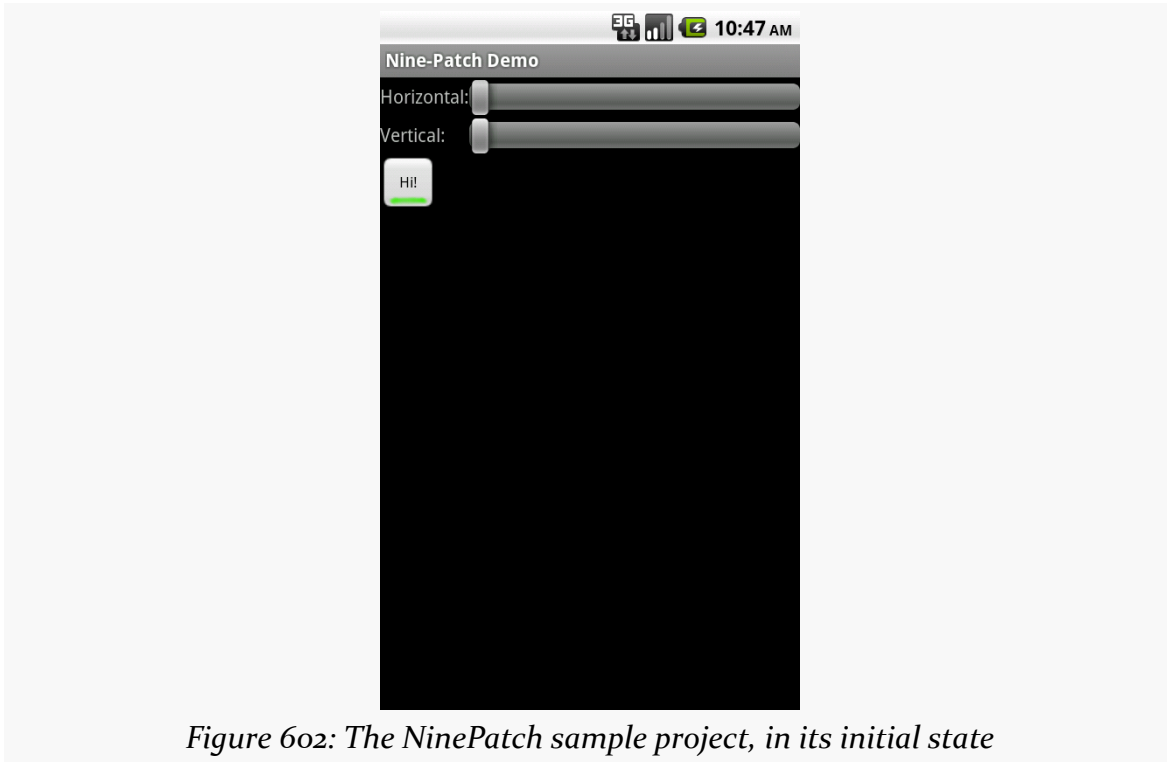 3G 10:47 AM
Nine-Patch Demo
Horizontal:
Vertical:
Hi!
Figure 602: The NinePatch sample project, in its initial state